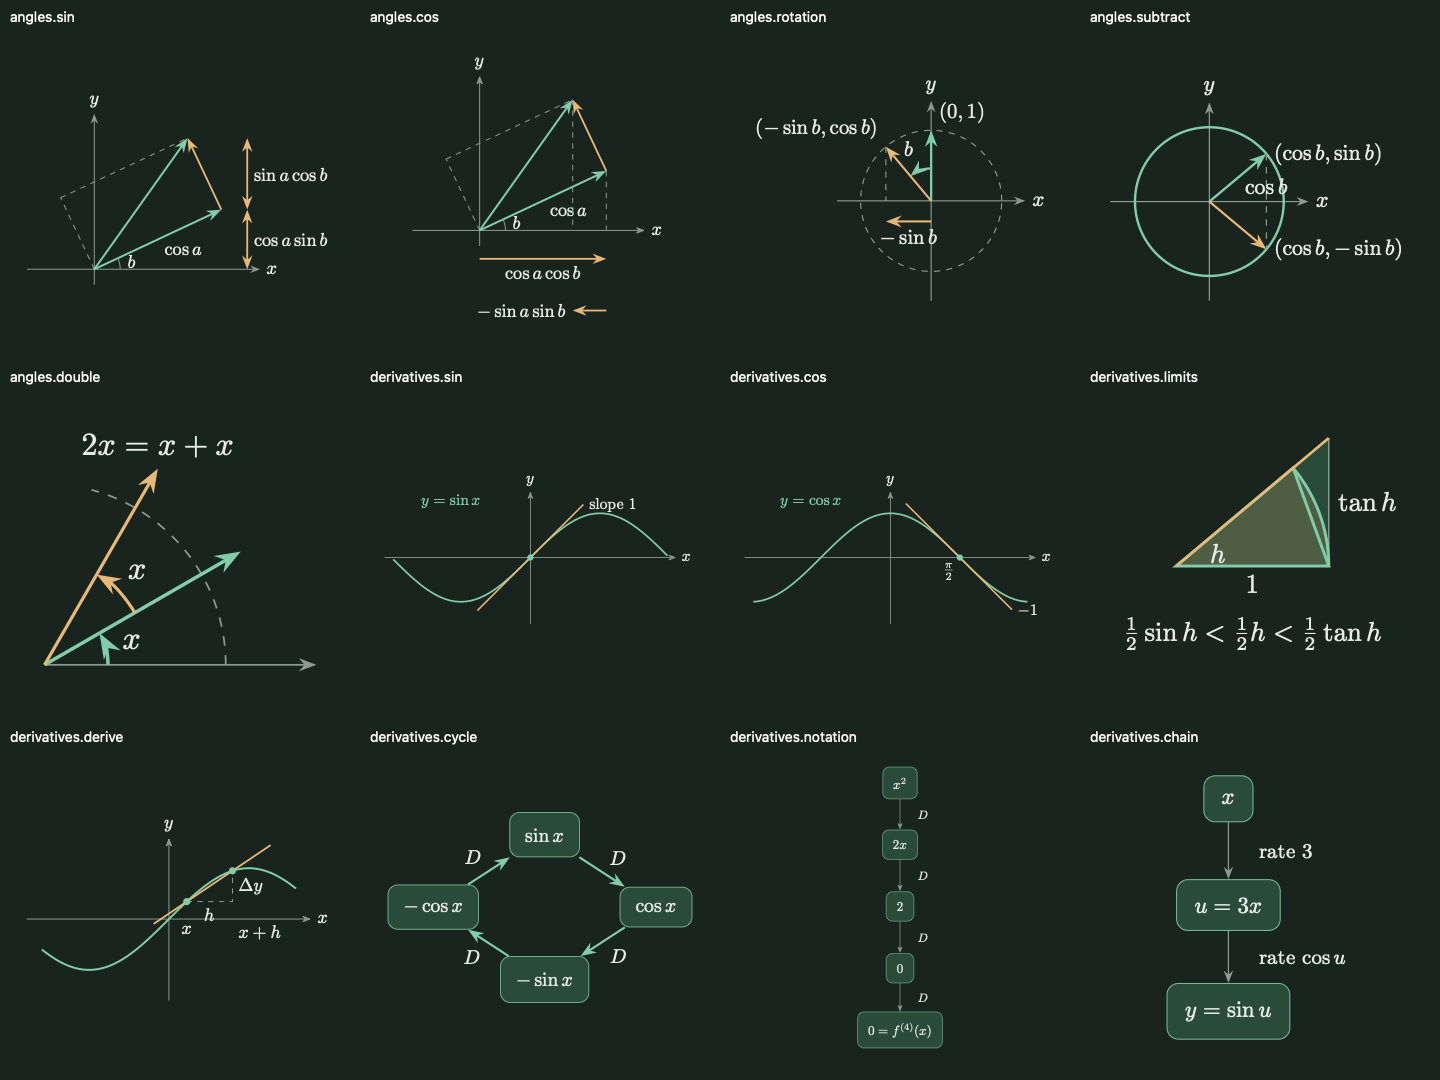 angles.sin
y
sin a cos b
cos a sin b
cos a
b
x
angles.cos
y
cos a
b
x
cos a cos b
− sin a sin b
angles.rotation
y
(0, 1)
(− sin b, cos b)
b
x
− sin b
angles.subtract
y
(cos b, sin b)
cos b
x
(cos b, − sin b)
angles.double
2x = x + x
x
x
derivatives.sin
y
y = sin x
slope 1
x
derivatives.cos
y
y = cos x
x
π/2
−1
derivatives.limits
tan h
h
1
½ sin h < ½h < ½ tan h
derivatives.derive
y
Δy
h
x
x
x + h
derivatives.cycle
sin x
D
D
− cos x
cos x
D
D
− sin x
derivatives.notation
x²
D
2x
D
2
D
0
D
0 = f⁽⁴⁾(x)
derivatives.chain
x
rate 3
u = 3x
rate cos u
y = sin u